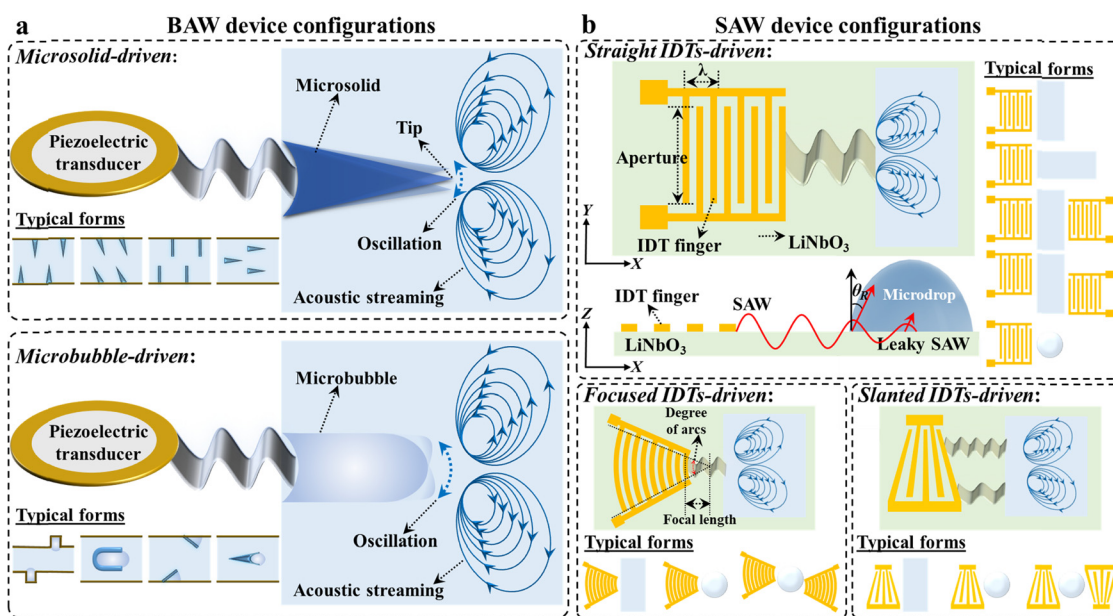 a
BAW device configurations
Microsolid-driven:
Piezoelectric
transducer
Microsolid
Tip
Oscillation
Acoustic streaming
Typical forms
Microbubble-driven:
Piezoelectric
transducer
Microbubble
Oscillation
Acoustic streaming
Typical forms
b
SAW device configurations
Straight IDTs-driven:
λ
Aperture
IDT finger
LiNbO₃
Y
X
Typical forms
IDT finger
SAW
θR
Microdrop
Z
LiNbO₃
Leaky SAW
X
Focused IDTs-driven:
Degree
of arcs
Focal length
Typical forms
Slanted IDTs-driven:
Typical forms